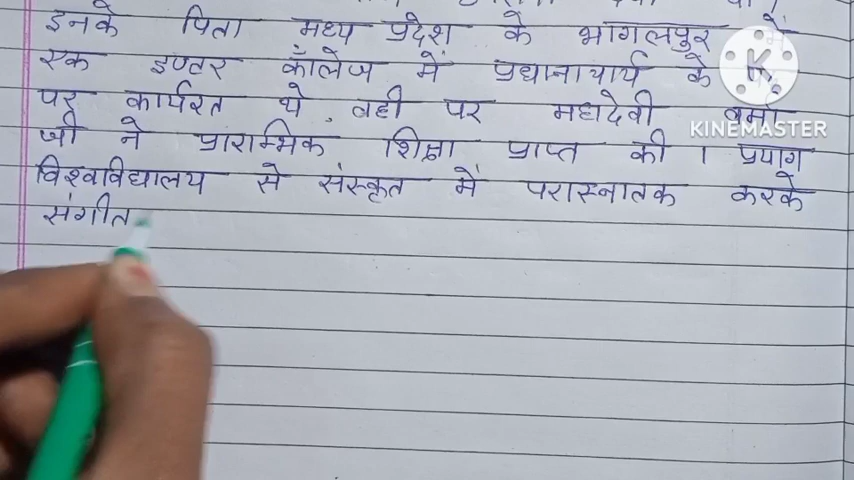 इनके पिता मध्य प्रदेश के भागलपुर में
एक इण्टर कॉलेज में प्रधानाचार्य के
पर कार्यरत थे, वही पर महादेवी वर्मा
जी ने प्रारम्भिक शिक्षा प्राप्त की । प्रयाग
विश्वविद्यालय से संस्कृत में परास्नातक करके
संगीत
KINEMASTER